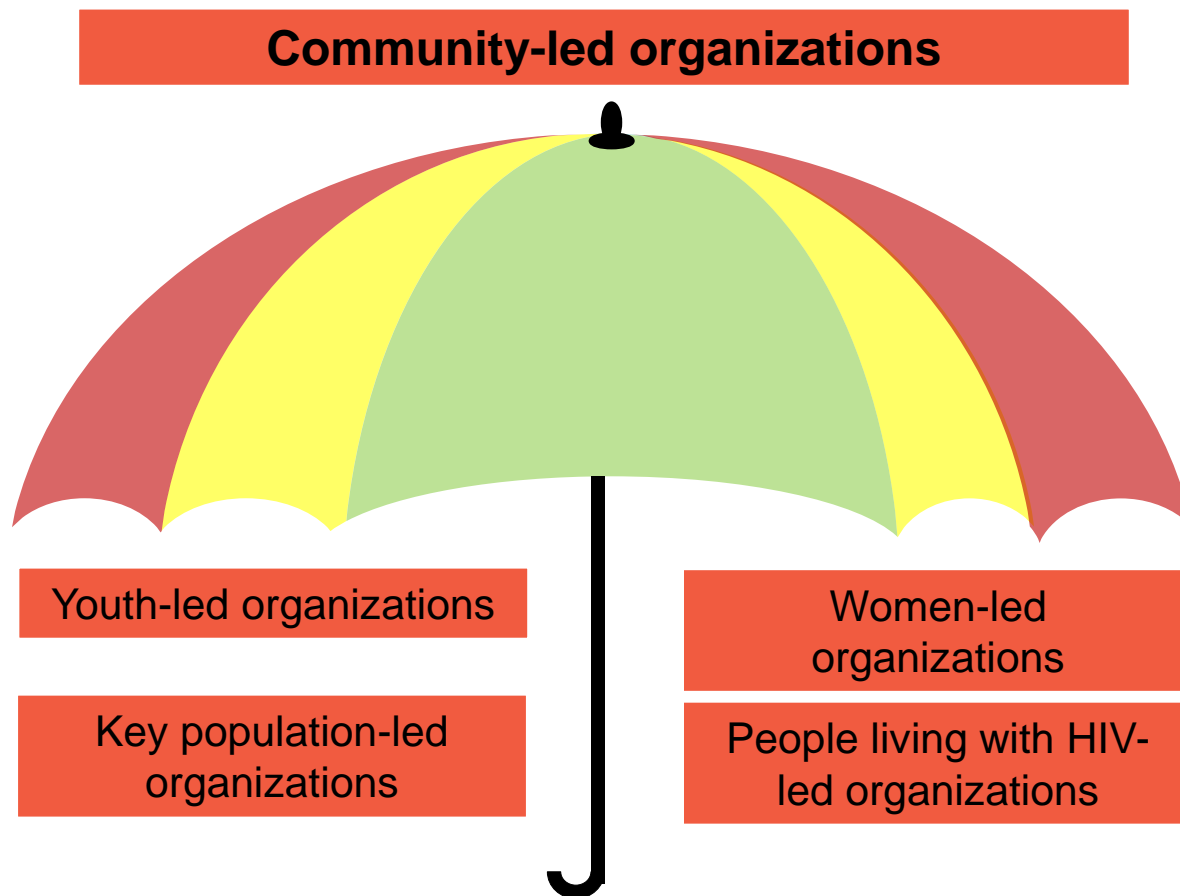 Community-led organizations
Youth-led organizations
Women-led
organizations
Key population-led
organizations
People living with HIV-
led organizations